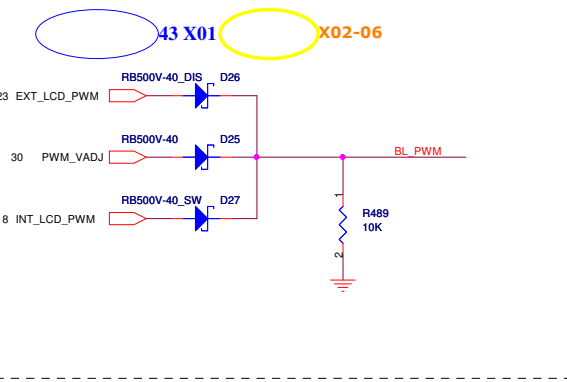 43 X01 X02-06
RB500V-40_DIS D26
23 EXT_LCD_PWM
RB500V-40 D25
30 PWM_VADJ
BL_PWM
RB500V-40_SW D27
8 INT_LCD_PWM
1
R489
10K
2